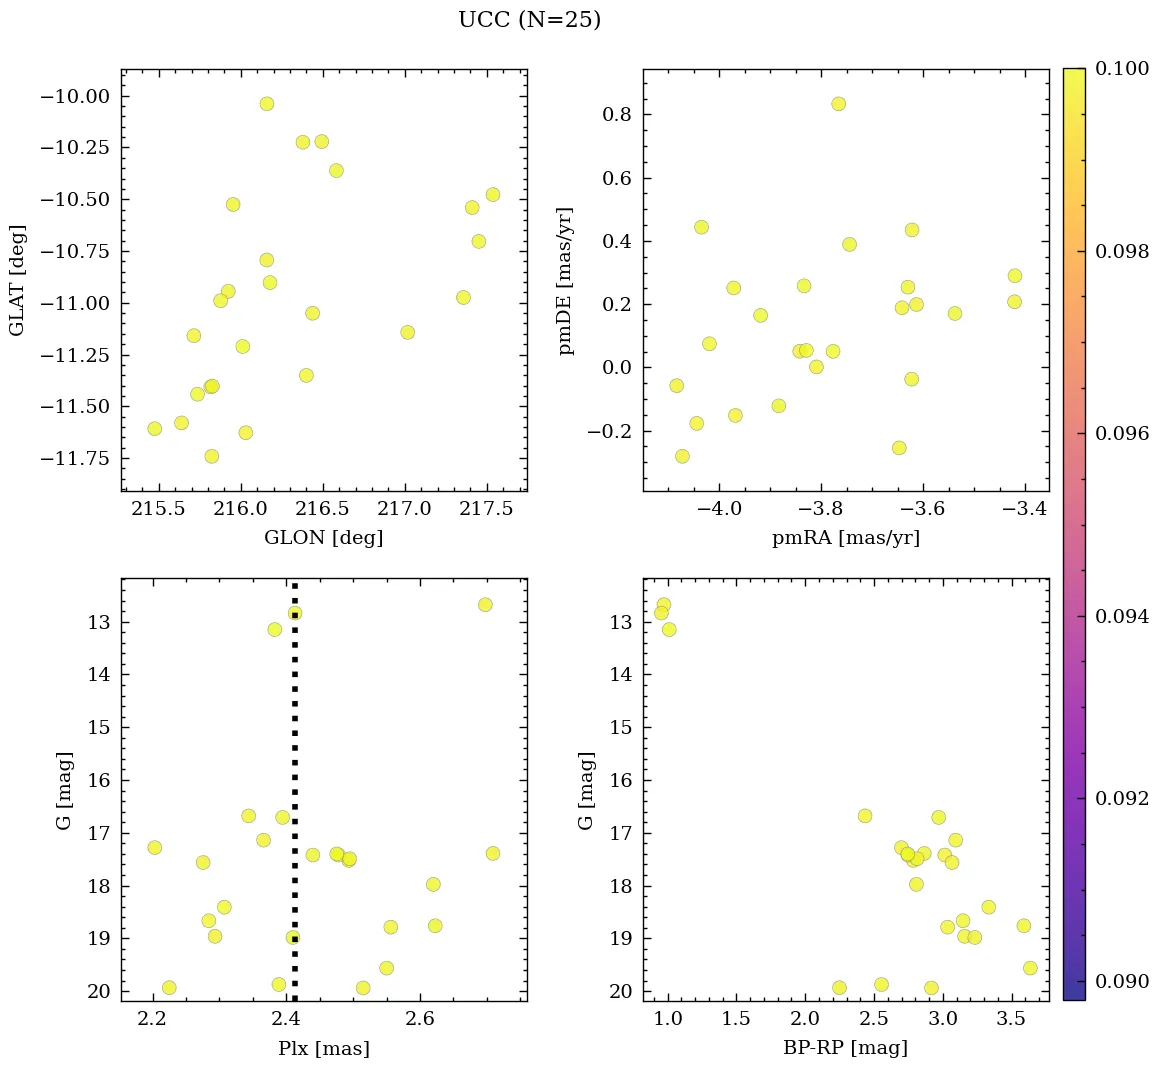 UCC (N=25)
−10.00
−10.25
−10.50
−10.75
−11.00
−11.25
−11.50
−11.75
GLAT [deg]
215.5 216.0 216.5 217.0 217.5
GLON [deg]
0.8
0.6
0.4
0.2
0.0
−0.2
pmDE [mas/yr]
−4.0 −3.8 −3.6 −3.4
pmRA [mas/yr]
13
14
15
16
17
18
19
20
G [mag]
2.2 2.4 2.6
Plx [mas]
13
14
15
16
17
18
19
20
G [mag]
1.0 1.5 2.0 2.5 3.0 3.5
BP-RP [mag]
0.100
0.098
0.096
0.094
0.092
0.090